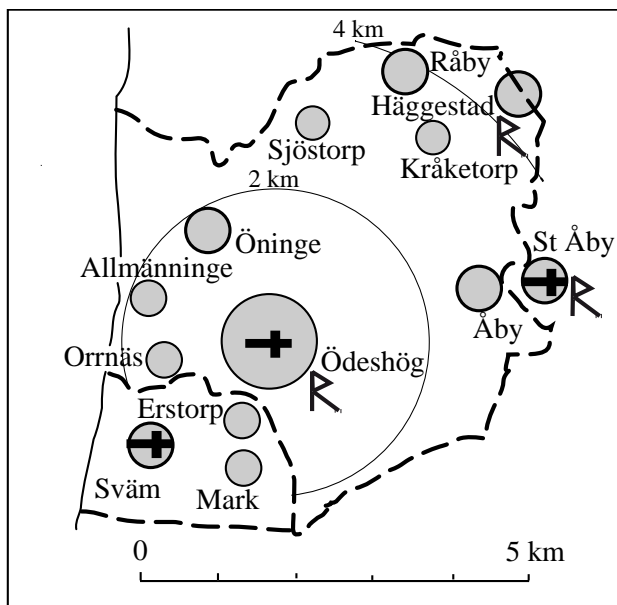 4 km
Råby
Häggestad
Sjöstorp
Kråketorp
2 km
Öninge
St Åby
Allmänninge
Åby
Orrnäs
Ödeshög
Erstorp
Sväm
Mark
0
5 km